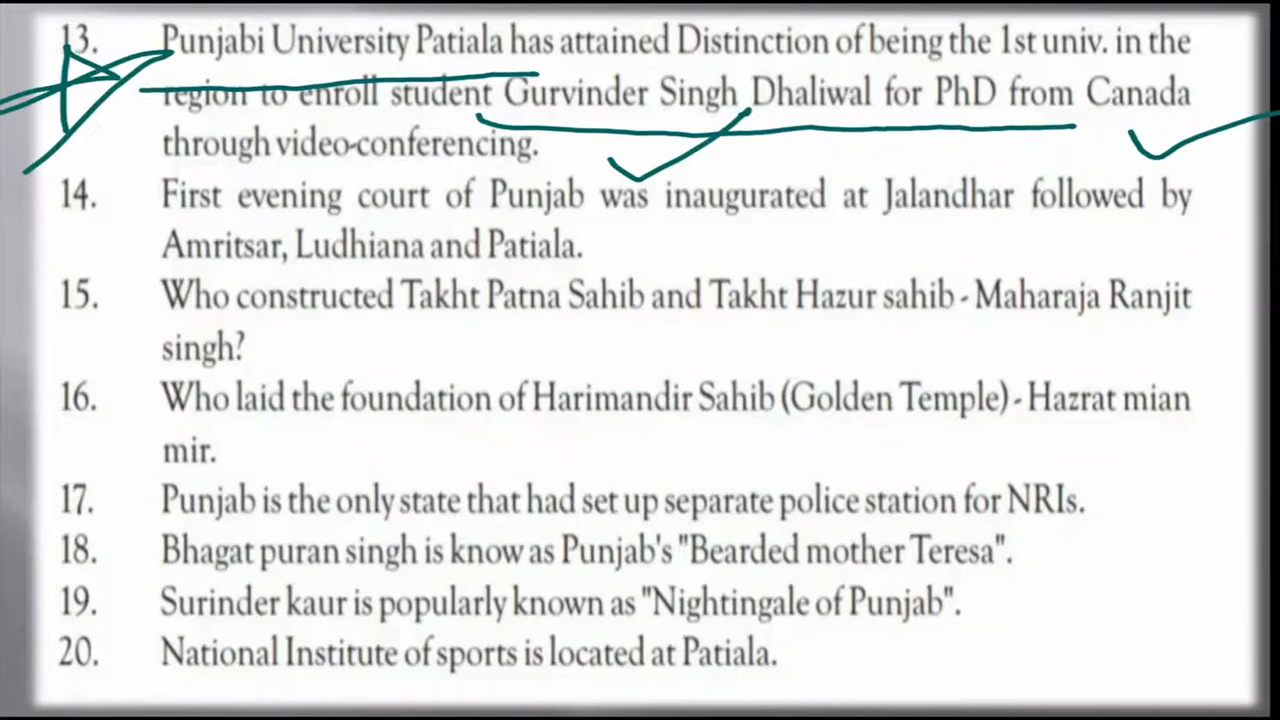 13. Punjabi University Patiala has attained Distinction of being the 1st univ. in the
region to enroll student Gurvinder Singh Dhaliwal for PhD from Canada
through video-conferencing.
14. First evening court of Punjab was inaugurated at Jalandhar followed by
Amritsar, Ludhiana and Patiala.
15. Who constructed Takht Patna Sahib and Takht Hazur sahib - Maharaja Ranjit
singh?
16. Who laid the foundation of Harimandir Sahib (Golden Temple) - Hazrat mian
mir.
17. Punjab is the only state that had set up separate police station for NRIs.
18. Bhagat puran singh is know as Punjab's "Bearded mother Teresa".
19. Surinder kaur is popularly known as "Nightingale of Punjab".
20. National Institute of sports is located at Patiala.